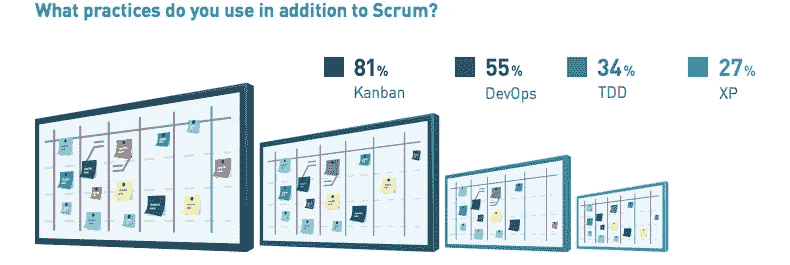 What practices do you use in addition to Scrum?
81% 55% 34% 27%
Kanban DevOps TDD XP